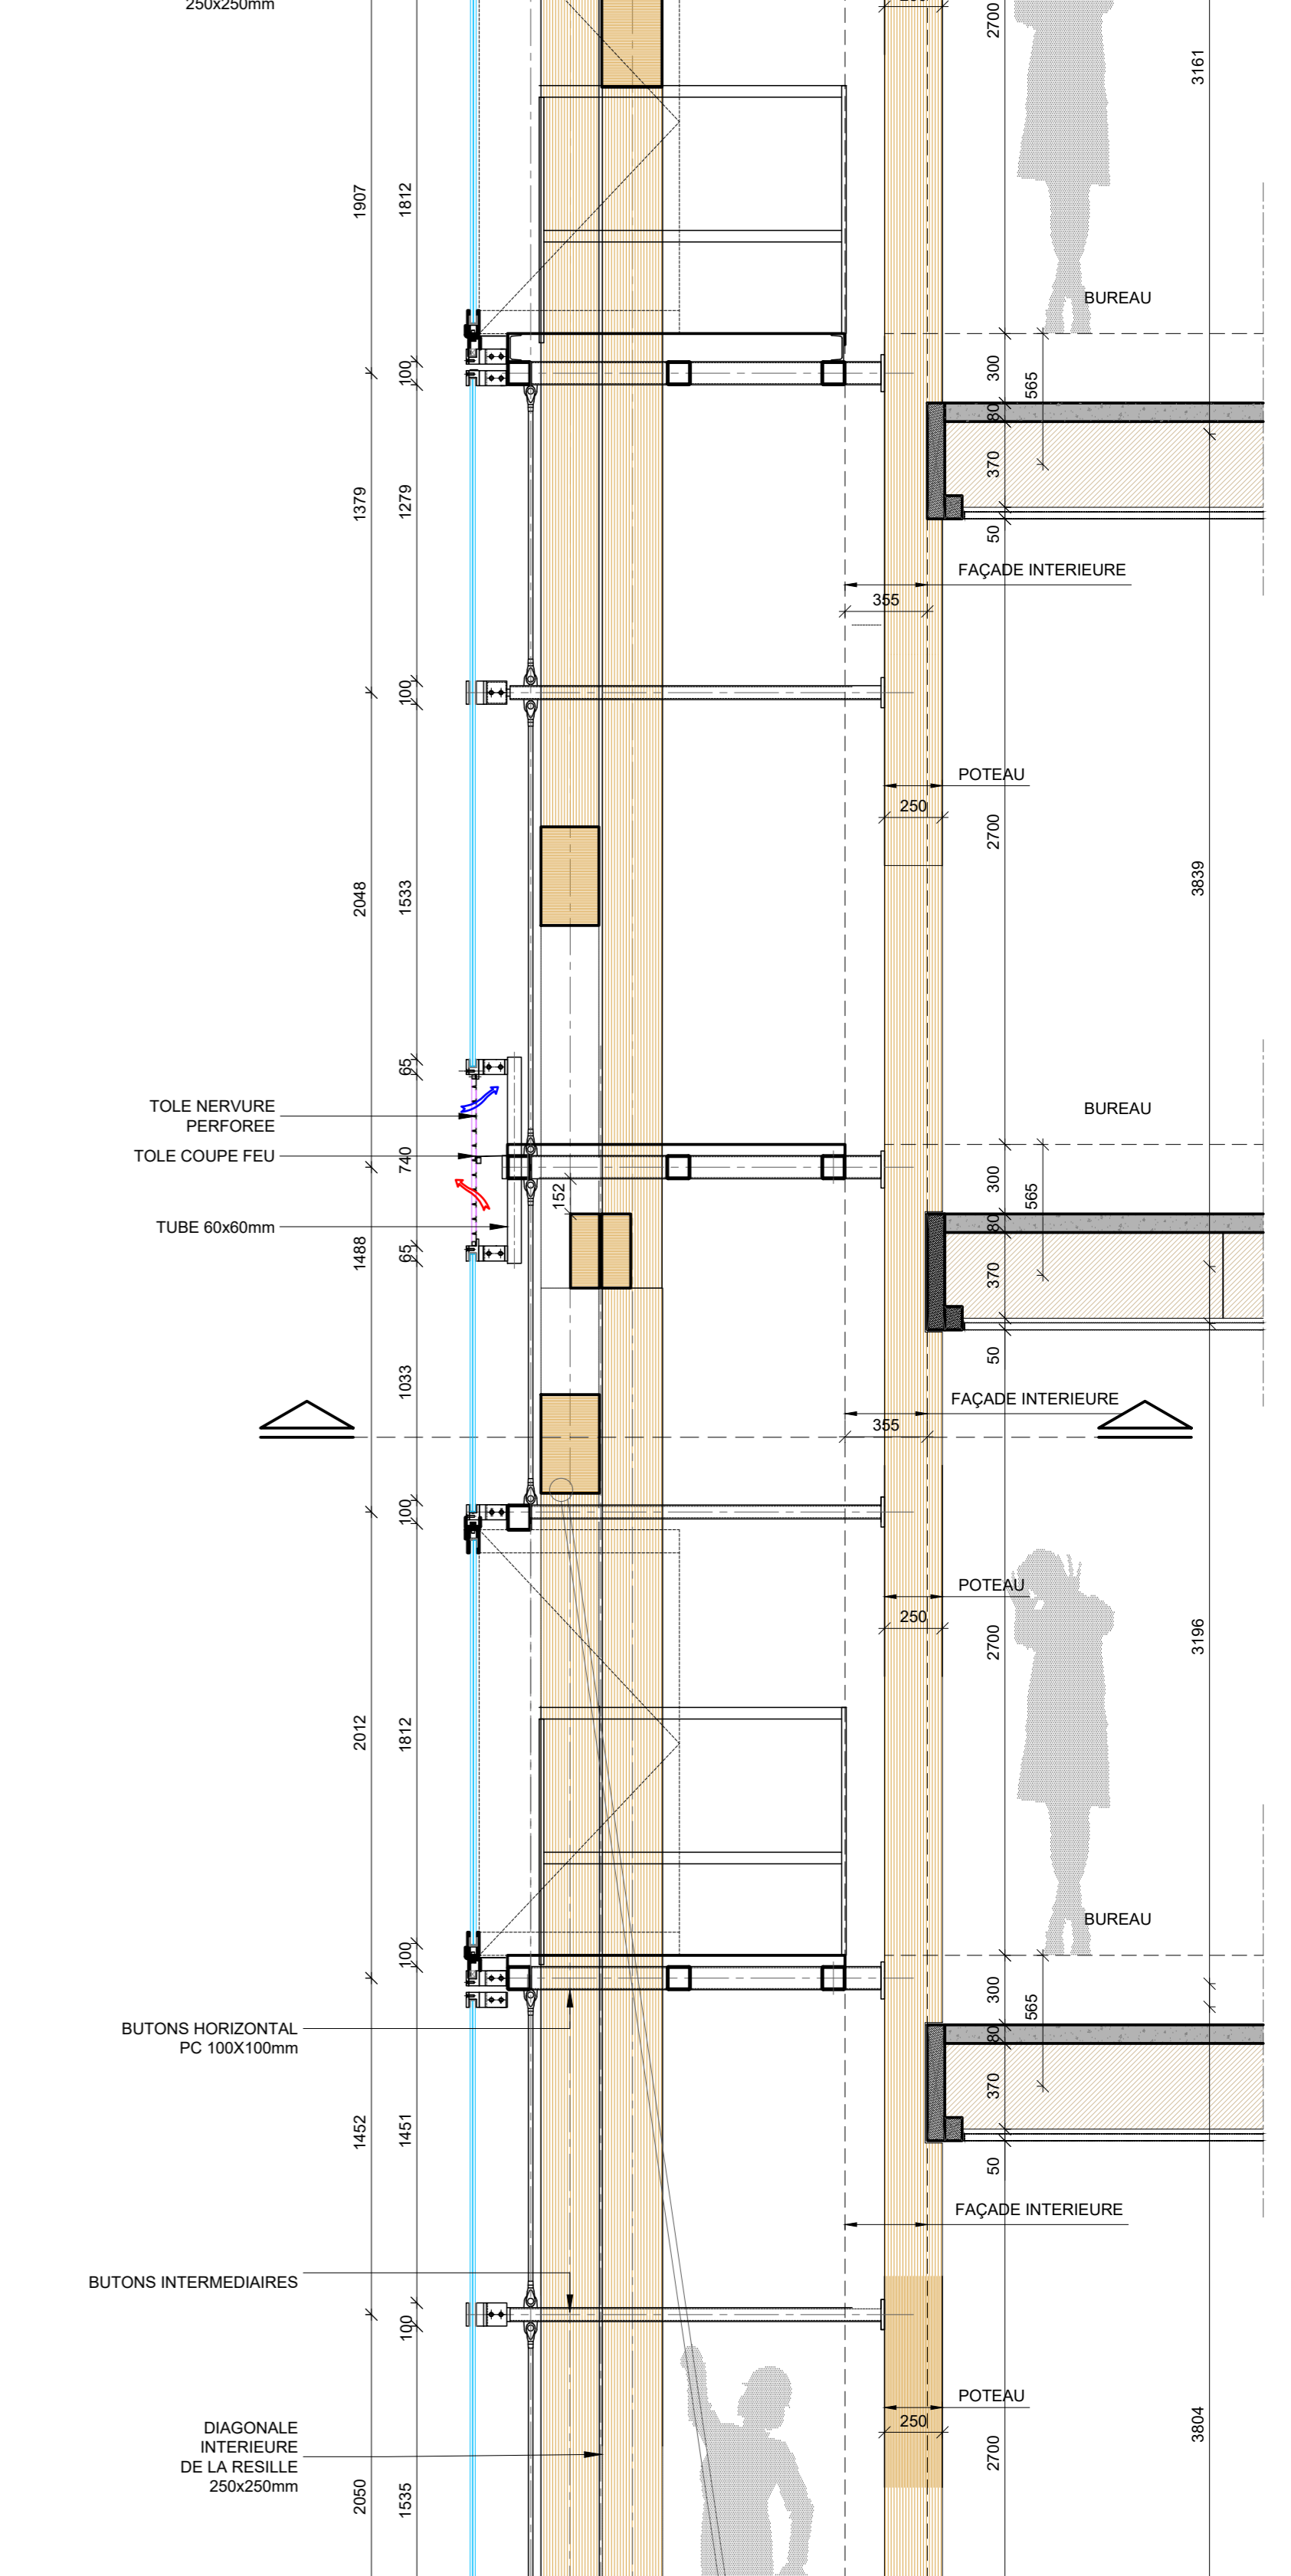 250x250mm
2700
3161
1907
1812
BUREAU
300
565
100
80
370
1379
1279
50
FAÇADE INTERIEURE
355
100
POTEAU
250
2700
2048
1533
3839
65
TOLE NERVURE
PERFOREE
BUREAU
TOLE COUPE FEU
740
300
565
152
TUBE 60x60mm
80
1488
65
370
50
1033
FAÇADE INTERIEURE
355
100
POTEAU
250
2700
3196
2012
1812
BUREAU
100
300
565
BUTONS HORIZONTAL
PC 100X100mm
80
370
1452
1451
50
FAÇADE INTERIEURE
BUTONS INTERMEDIAIRES
100
POTEAU
250
2700
3804
DIAGONALE
INTERIEURE
DE LA RESILLE
250x250mm
2050
1535